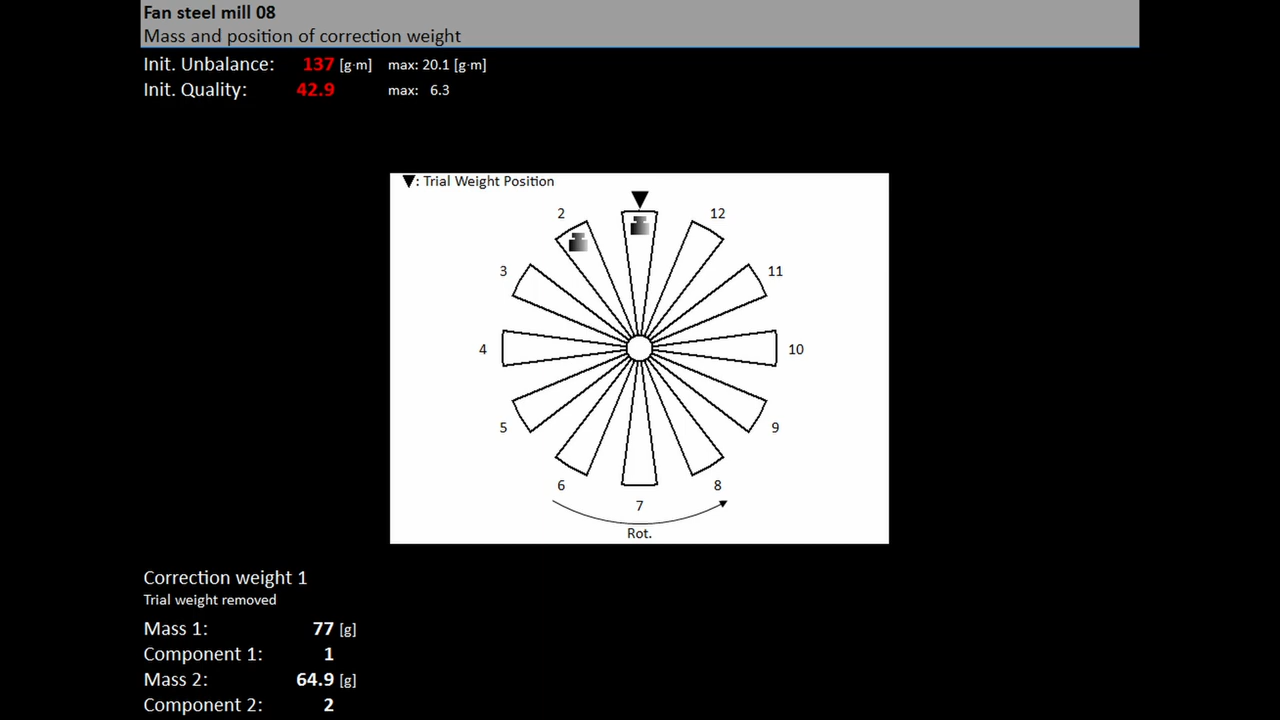 Fan steel mill 08
Mass and position of correction weight
Init. Unbalance: 137 [g·m] max: 20.1 [g·m]
Init. Quality: 42.9 max: 6.3
▼: Trial Weight Position
2
12
3
11
4
10
5
9
6
8
7
Rot.
Correction weight 1
Trial weight removed
Mass 1: 77 [g]
Component 1: 1
Mass 2: 64.9 [g]
Component 2: 2